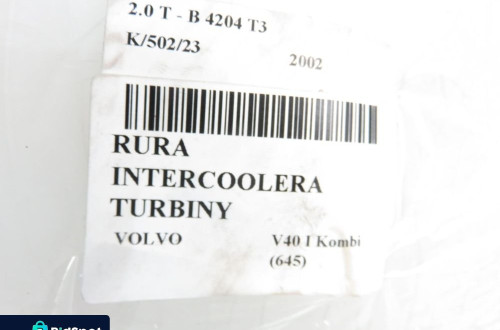 2.0 T - B 4204 T3
K/502/23
2002
RURA
INTERCOOLERA
TURBINY
VOLVO V40 I Kombi
(645)